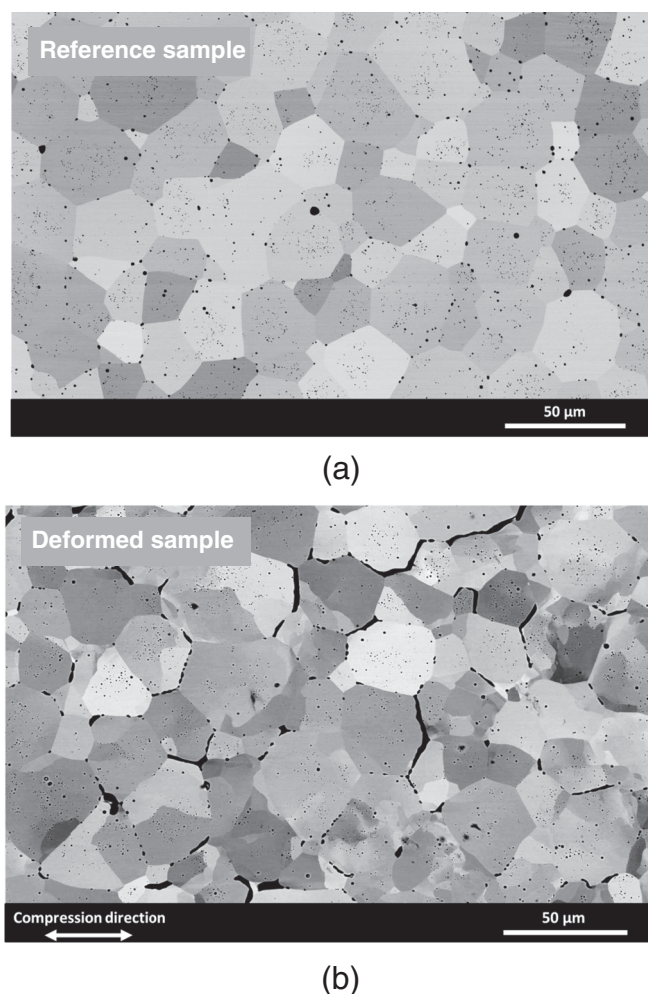 Reference sample
50 µm
(a)
Deformed sample
Compression direction
50 µm
(b)